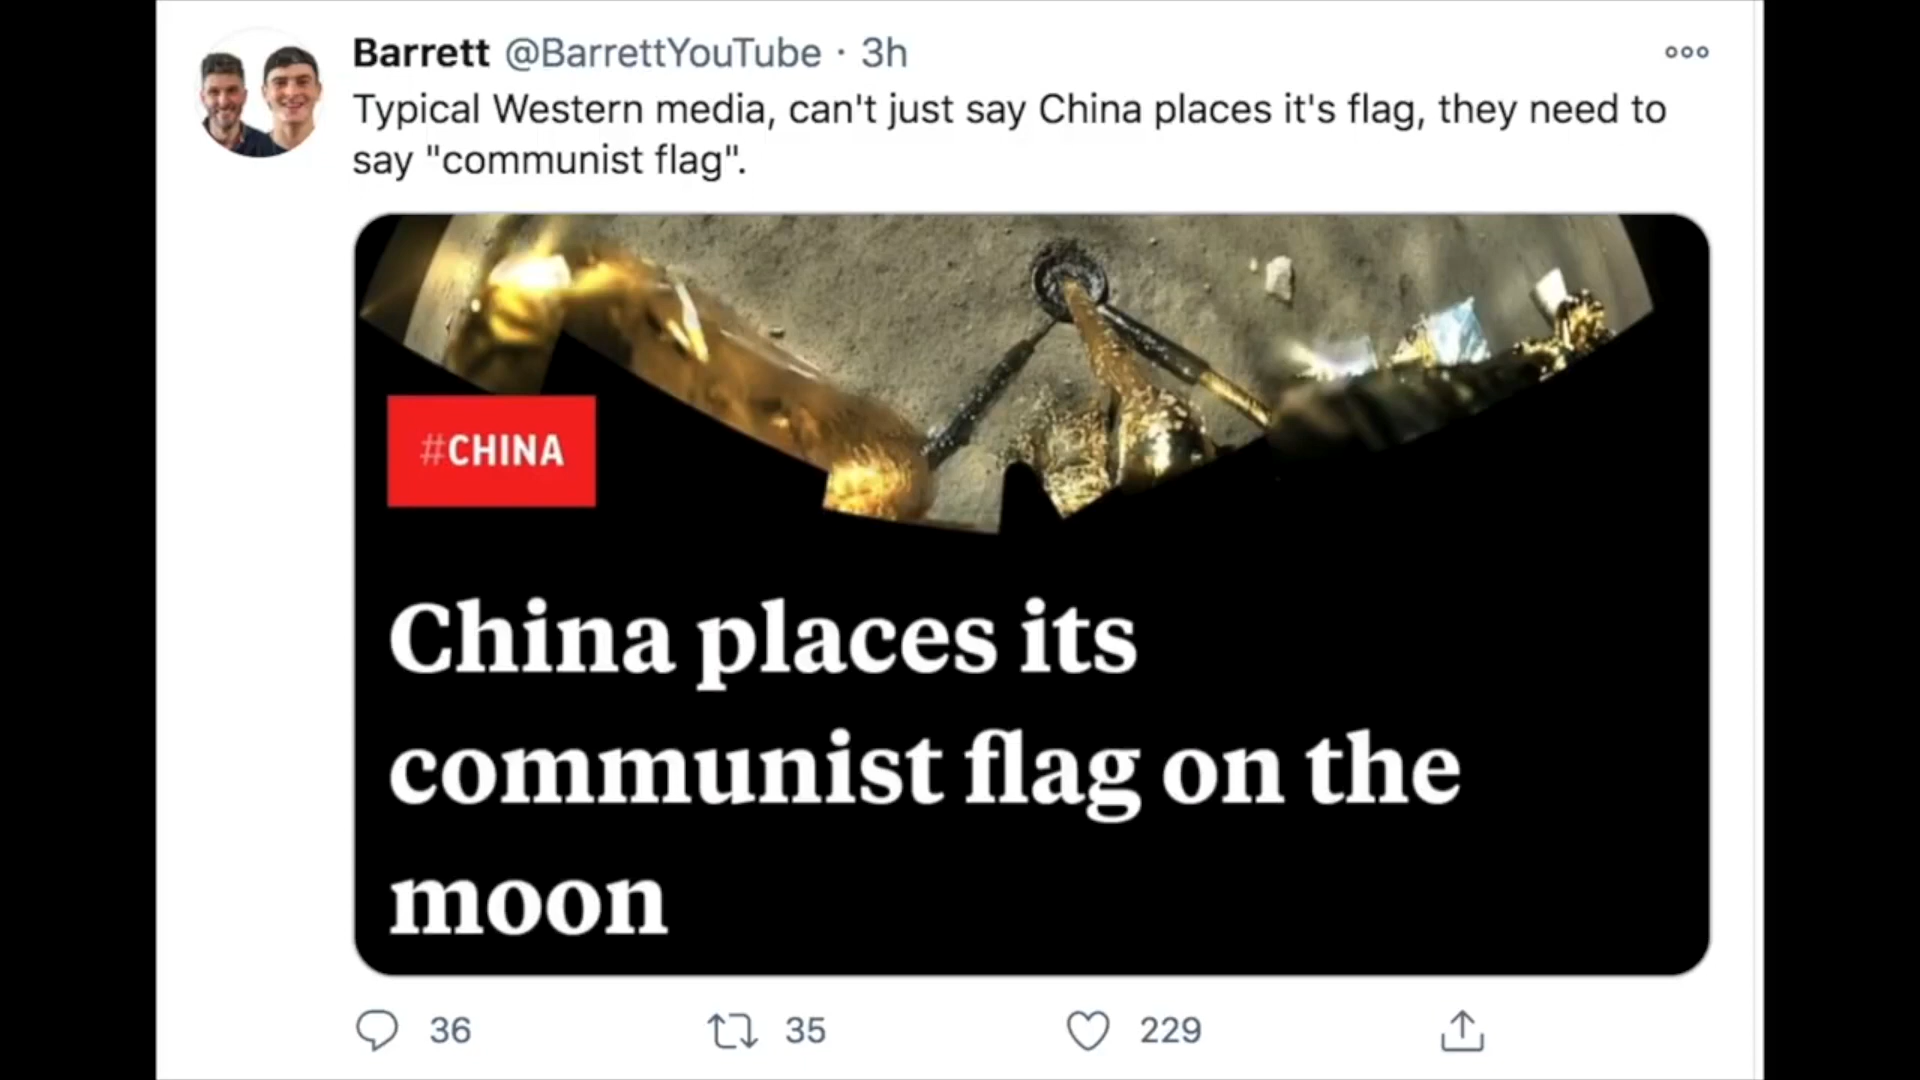 Barrett @BarrettYouTube · 3h
Typical Western media, can't just say China places it's flag, they need to
say "communist flag".
#CHINA
China places its
communist flag on the
moon
36 35 229